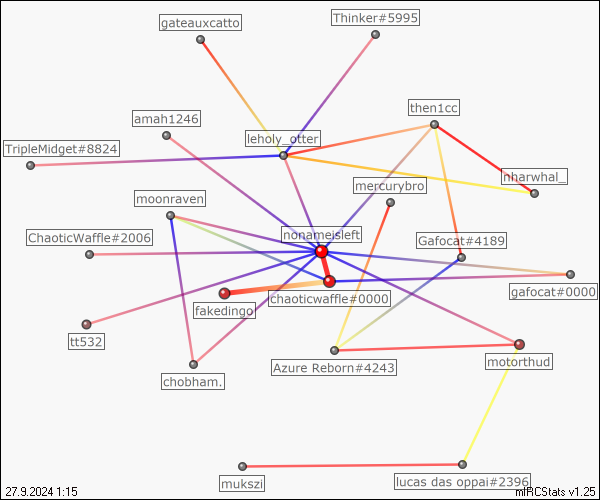 Thinker#5995
gateauxcatto
then1cc
amah1246
leholy_otter
TripleMidget#8824
nharwhal_
mercurybro
moonraven
nonameisleft
ChaoticWaffle#2006
Gafocat#4189
gafocat#0000
chaoticwaffle#0000
fakedingo
tt532
motorthud
Azure Reborn#4243
chobham.
mukszi
lucas das oppai#2396
27.9.2024 1:15
mIRCStats v1.25